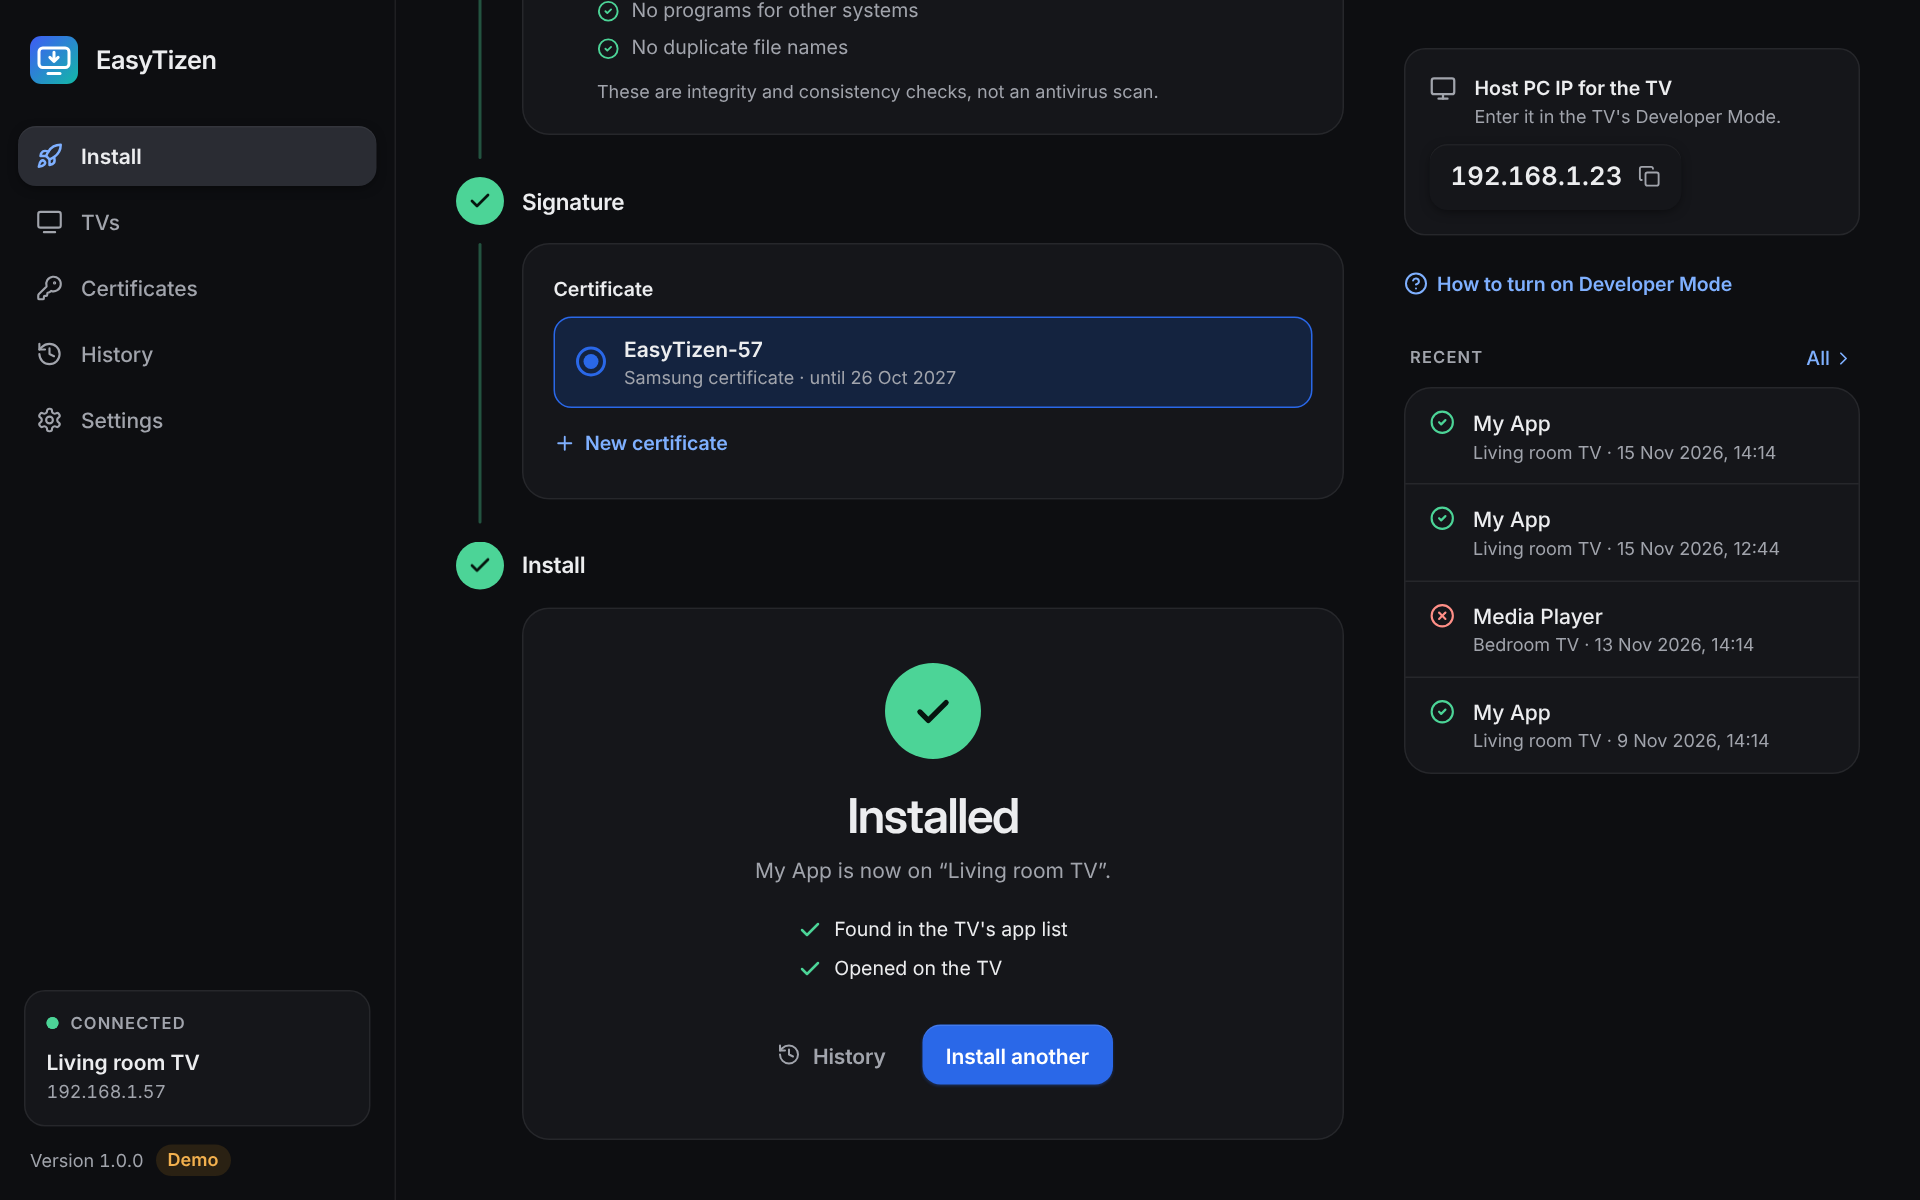 EasyTizen
Install
TVs
Certificates
History
Settings
CONNECTED
Living room TV
192.168.1.57
Version 1.0.0
Demo
No programs for other systems
No duplicate file names
These are integrity and consistency checks, not an antivirus scan.
Signature
Certificate
EasyTizen-57
Samsung certificate · until 26 Oct 2027
New certificate
Install
Installed
My App is now on “Living room TV”.
Found in the TV's app list
Opened on the TV
History
Install another
Host PC IP for the TV
Enter it in the TV's Developer Mode.
192.168.1.23
How to turn on Developer Mode
RECENT
All
My App
Living room TV · 15 Nov 2026, 14:14
My App
Living room TV · 15 Nov 2026, 12:44
Media Player
Bedroom TV · 13 Nov 2026, 14:14
My App
Living room TV · 9 Nov 2026, 14:14